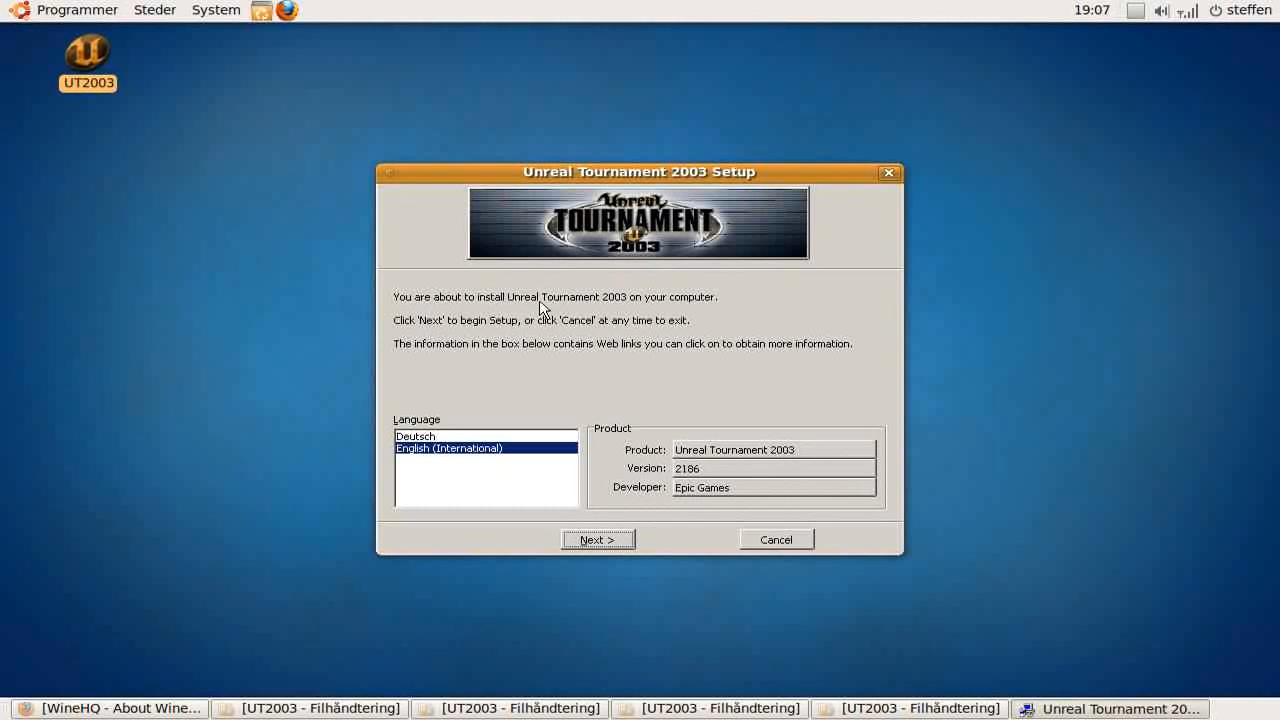 Programmer Steder System 19:07 steffen
UT2003
Unreal Tournament 2003 Setup
Unreal
TOURNAMENT
2003
You are about to install Unreal Tournament 2003 on your computer.
Click 'Next' to begin Setup, or click 'Cancel' at any time to exit.
The information in the box below contains Web links you can click on to obtain more information.
Language
Deutsch
English (International)
Product
Product: Unreal Tournament 2003
Version: 2186
Developer: Epic Games
Next >
Cancel
[WineHQ - About Wine... [UT2003 - Filhåndtering] [UT2003 - Filhåndtering] [UT2003 - Filhåndtering] [UT2003 - Filhåndtering] Unreal Tournament 20...